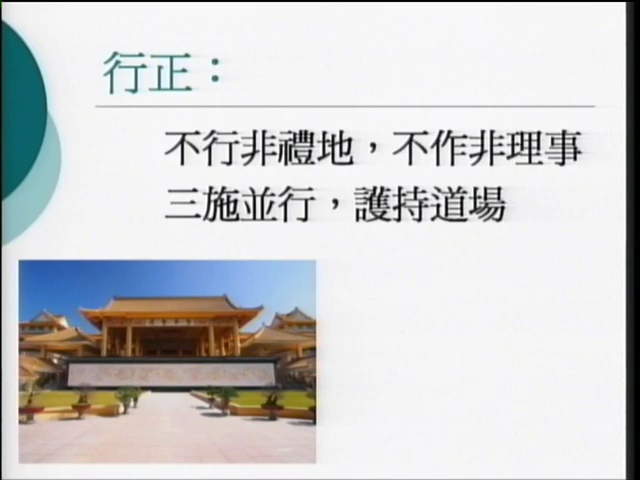 行正：
不行非禮地，不作非理事
三施並行，護持道場